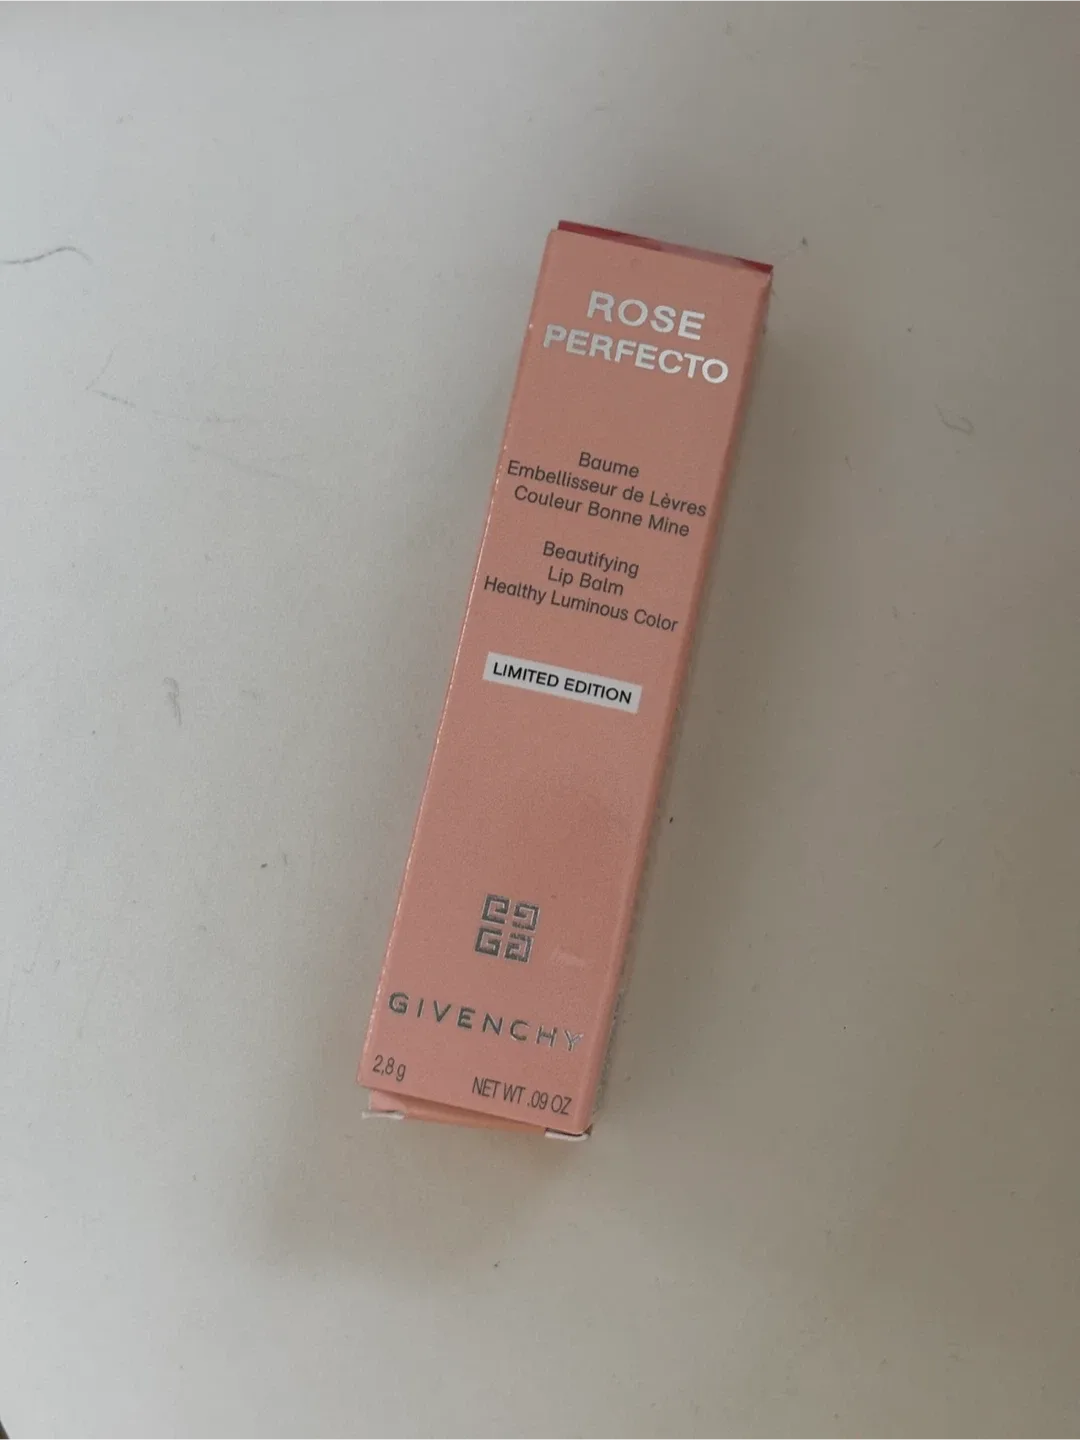 ROSE
PERFECTO
Baume
Embellisseur de Lèvres
Couleur Bonne Mine
Beautifying
Lip Balm
Healthy Luminous Color
LIMITED EDITION
GIVENCHY
2,8 g NET WT .09 OZ